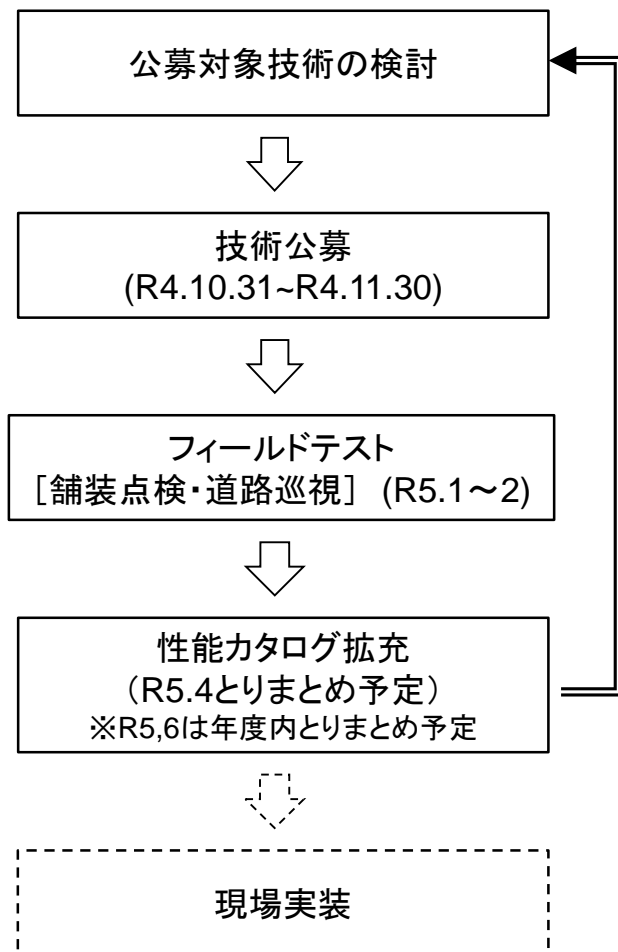 公募対象技術の検討
技術公募
(R4.10.31~R4.11.30)
フィールドテスト
[舗装点検・道路巡視] (R5.1～2)
性能カタログ拡充
（R5.4とりまとめ予定）
※R5,6は年度内とりまとめ予定
現場実装